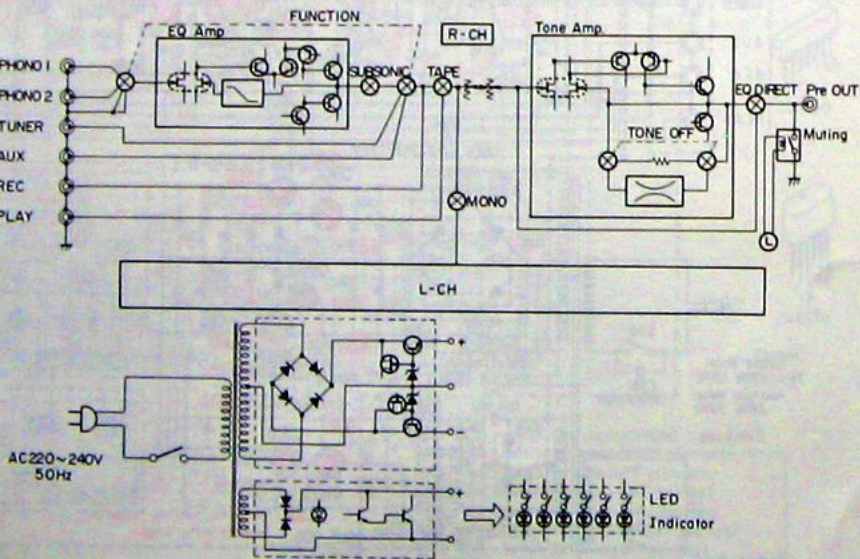 FUNCTION
EQ Amp
R-CH
Tone Amp.
PHONO 1
PHONO 2
TUNER
AUX
REC
PLAY
SUBSONIC
TAPE
EQ DIRECT
Pre OUT
TONE OFF
Muting
MONO
L
L-CH
+
-
AC220~240V
50Hz
+
LED
Indicator